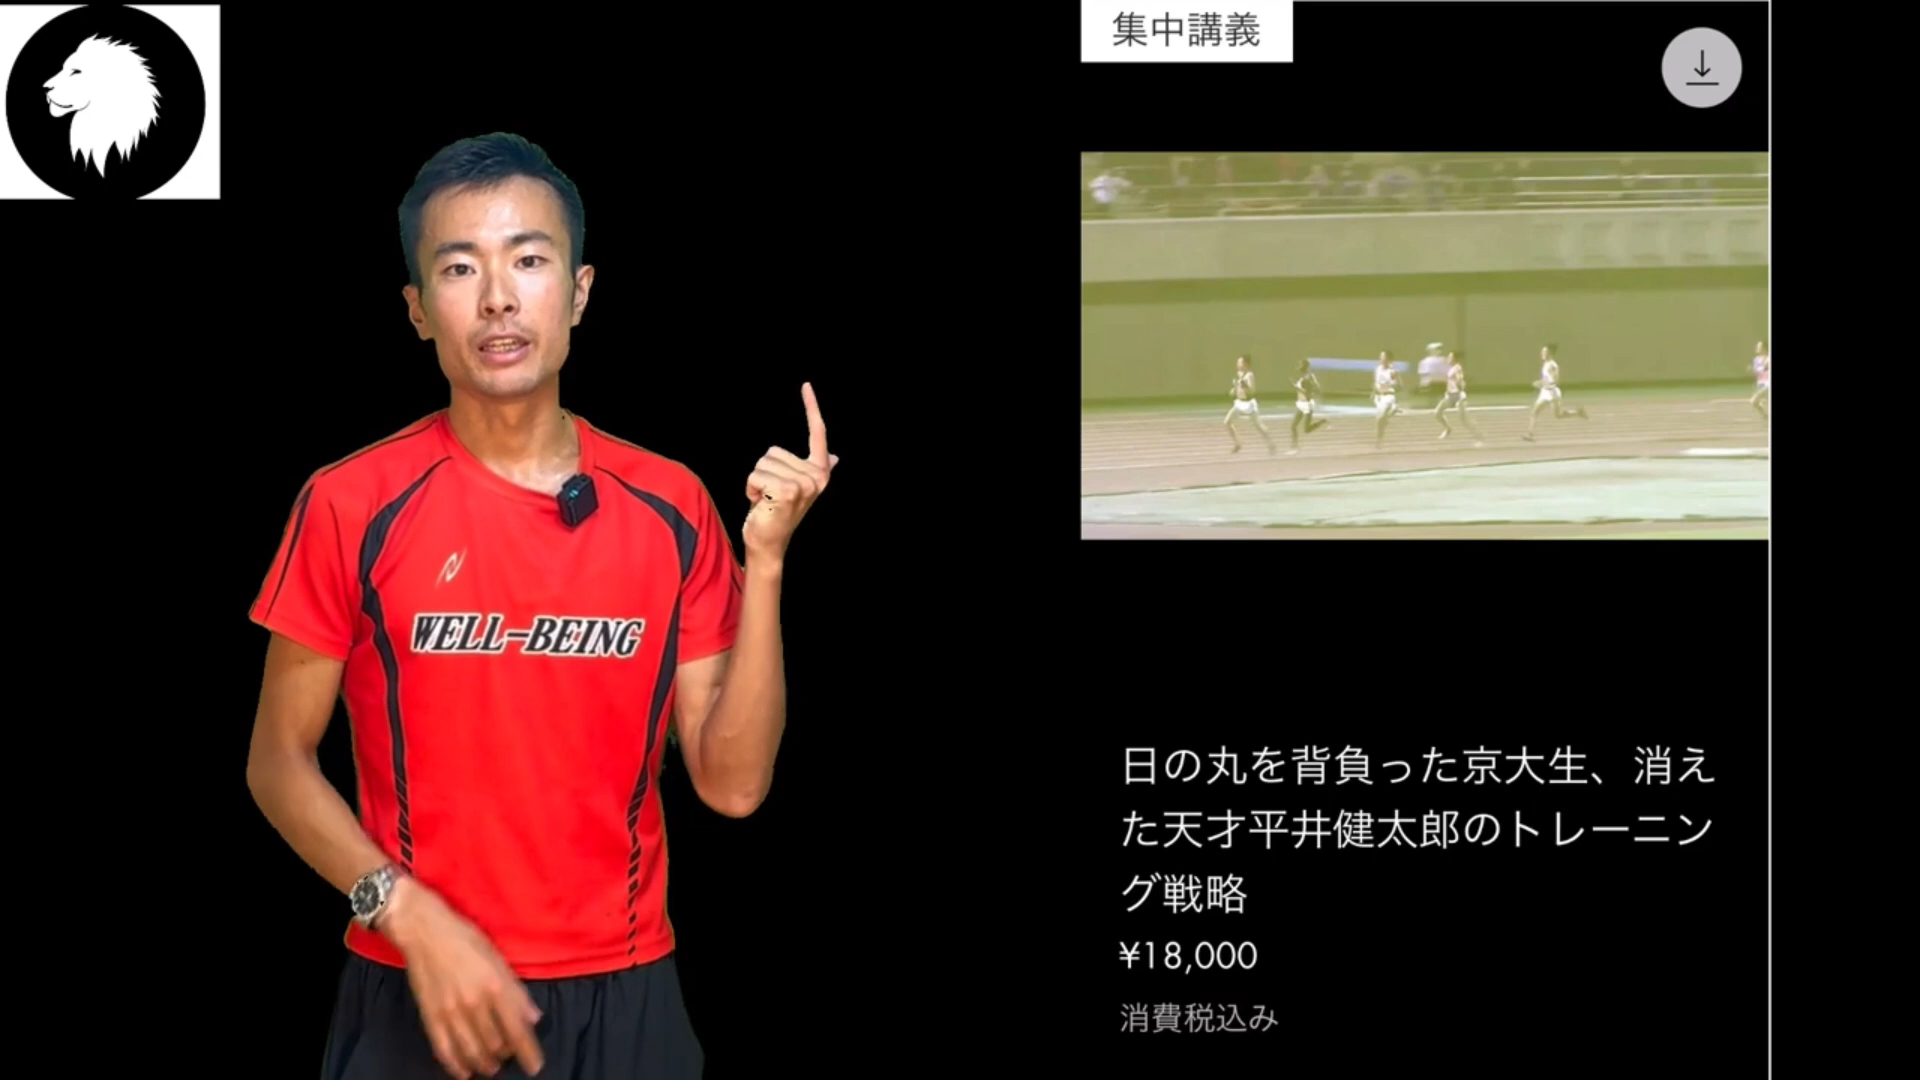 集中講義
WELL-BEING
日の丸を背負った京大生、消え
た天才平井健太郎のトレーニン
グ戦略
¥18,000
消費税込み